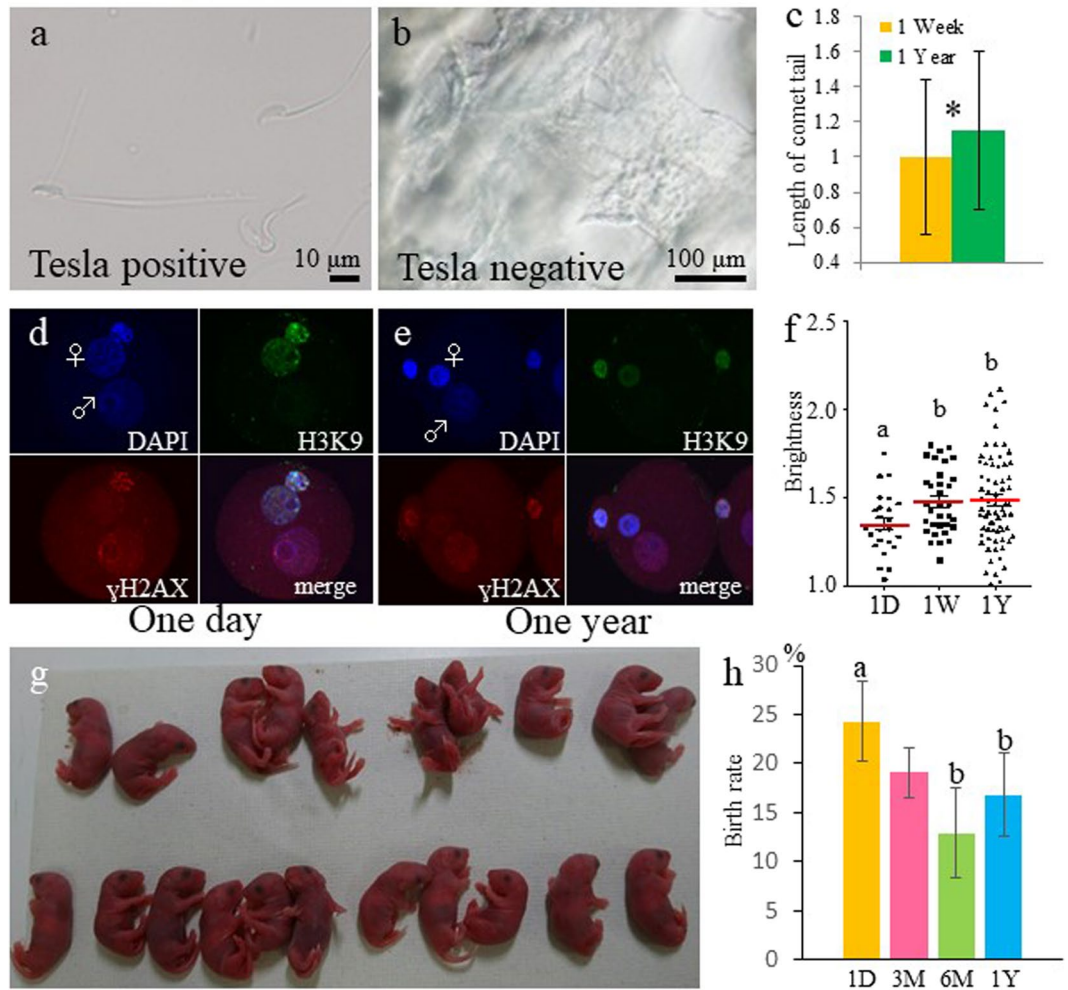 a
Tesla positive
10 μm
b
Tesla negative
100 μm
c
1 Week
1 Year
Length of comet tail
1.8
1.6
1.4
1.2
1
0.8
0.6
0.4
*
d
♀
♂
DAPI
H3K9
γH2AX
merge
One day
e
♀
♂
DAPI
H3K9
γH2AX
merge
One year
f
Brightness
2.5
2.0
1.5
1.0
a
b
b
1D
1W
1Y
g
h
%
Birth rate
30
25
20
15
10
5
0
a
b
b
1D
3M
6M
1Y